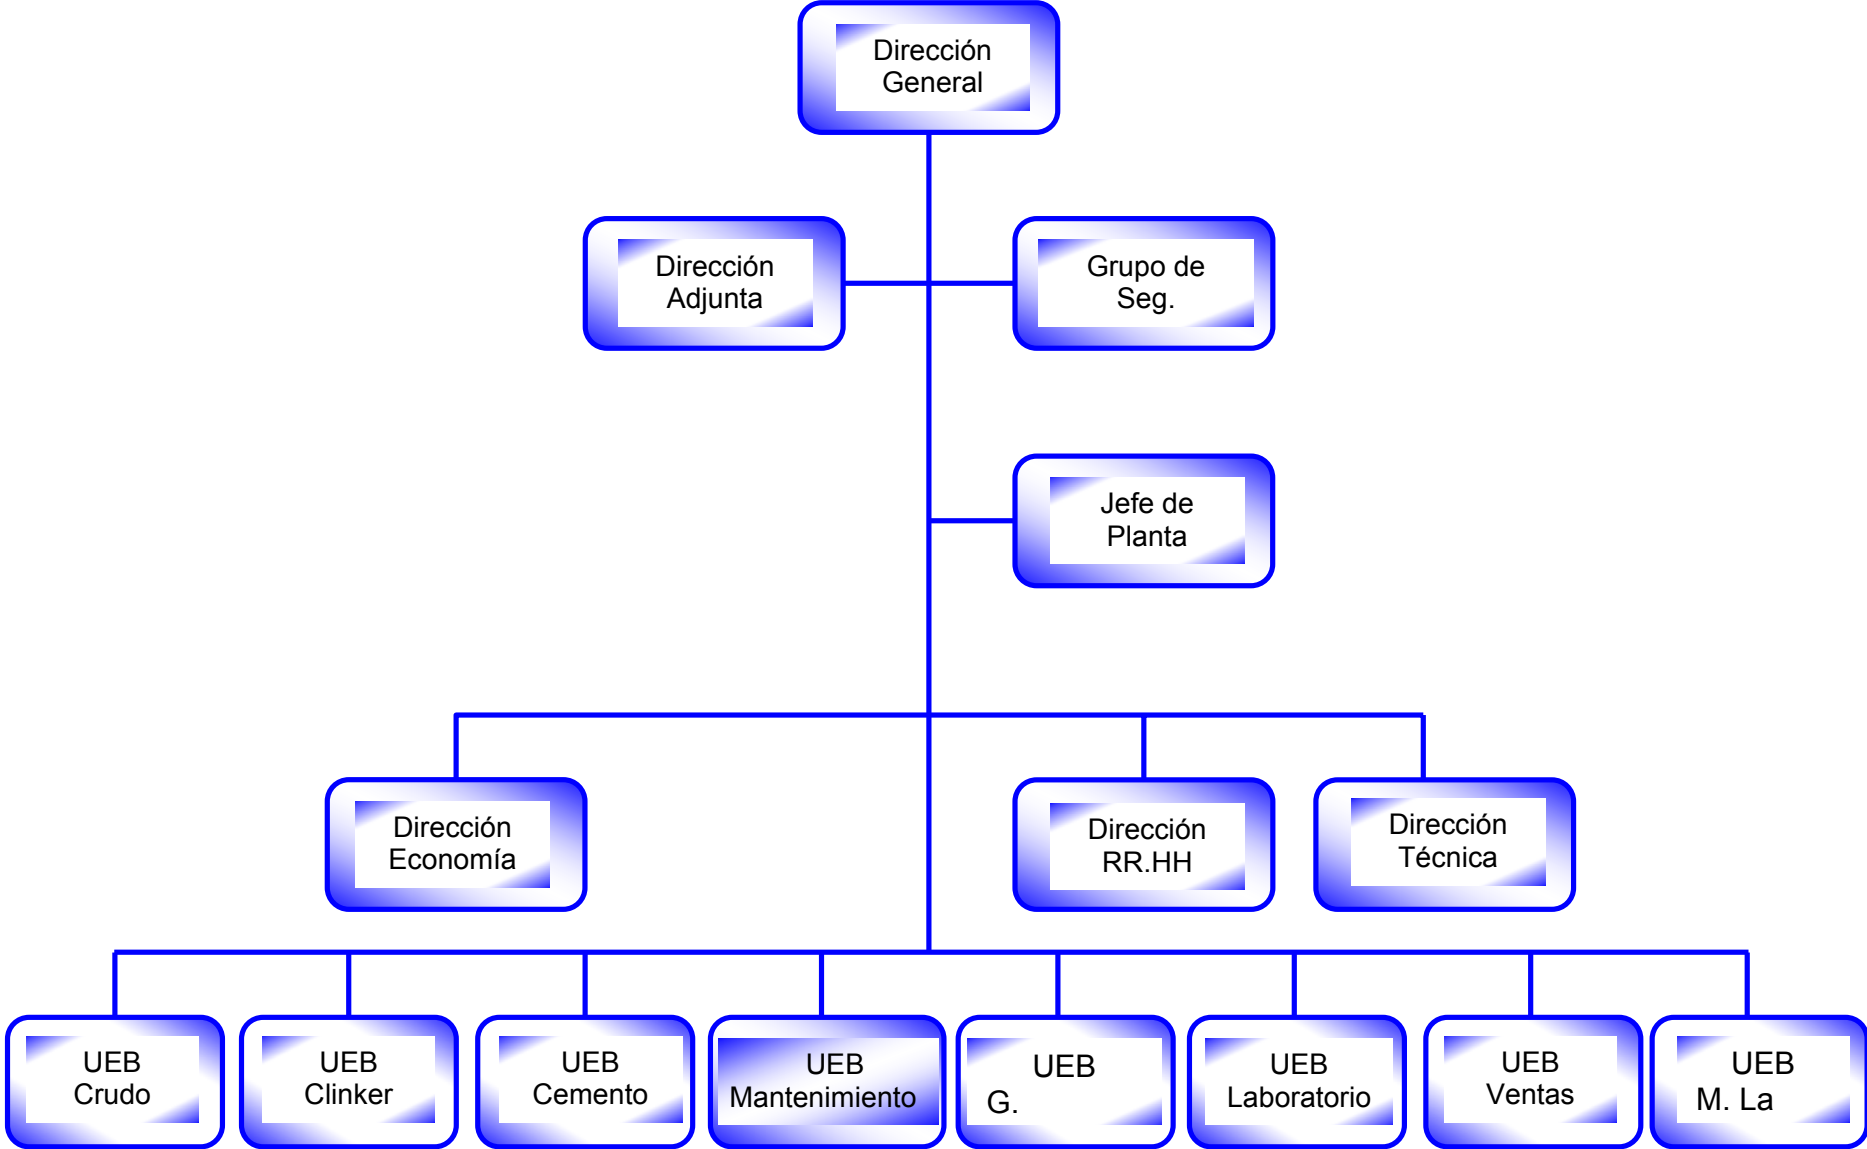 Dirección
General
Dirección
Adjunta
Grupo de
Seg.
Jefe de
Planta
Dirección
Economía
Dirección
RR.HH
Dirección
Técnica
UEB
Crudo
UEB
Clinker
UEB
Cemento
UEB
Mantenimiento
UEB
G.
UEB
Laboratorio
UEB
Ventas
UEB
M. La